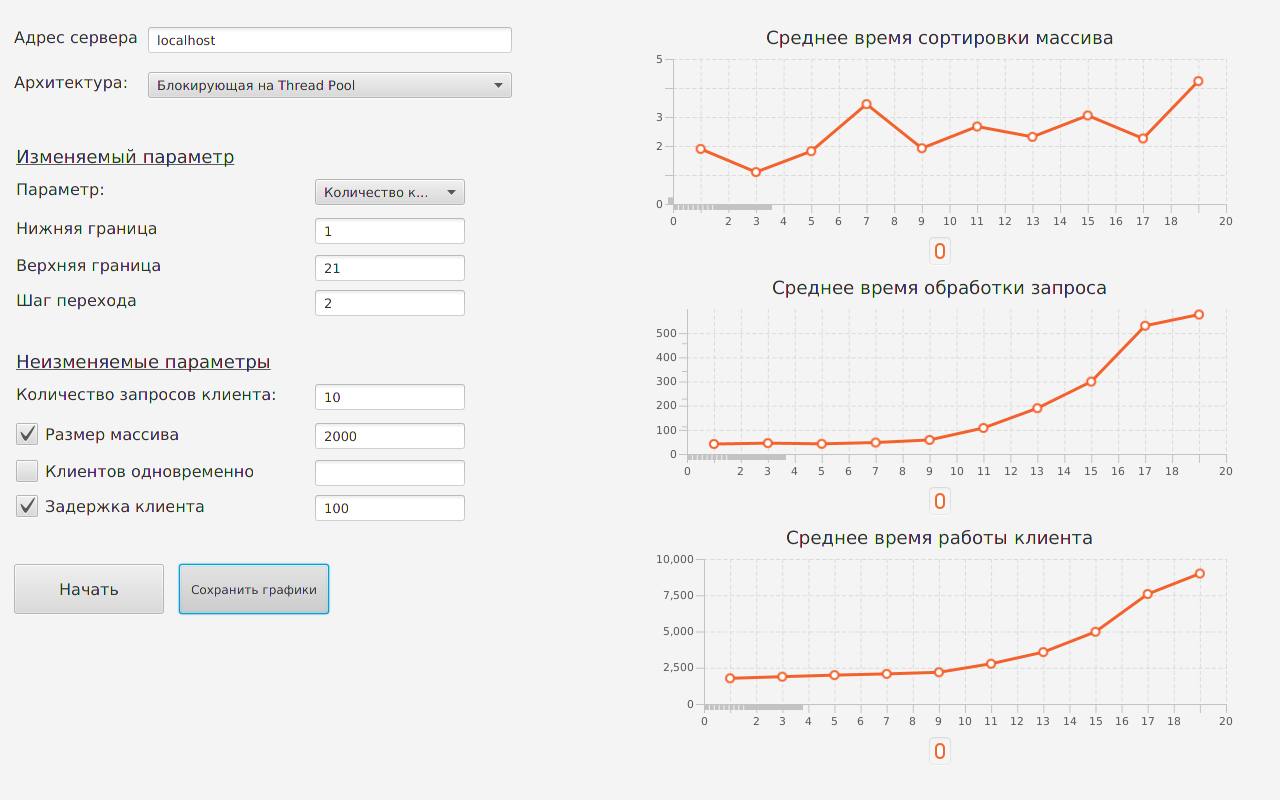 Адрес сервера
localhost
Архитектура:
Блокирующая на Thread Pool
Изменяемый параметр
Параметр:
Количество к...
Нижняя граница
1
Верхняя граница
21
Шаг перехода
2
Неизменяемые параметры
Количество запросов клиента:
10
Размер массива
2000
Клиентов одновременно
Задержка клиента
100
Начать
Сохранить графики
Среднее время сортировки массива
5
3
2
0
0 2 3 4 5 6 7 8 9 10 11 12 13 14 15 16 17 18 20
0
Среднее время обработки запроса
500
400
300
200
100
0
0 2 3 4 5 6 7 8 9 10 11 12 13 14 15 16 17 18 20
0
Среднее время работы клиента
10,000
7,500
5,000
2,500
0
0 2 3 4 5 6 7 8 9 10 11 12 13 14 15 16 17 18 20
0